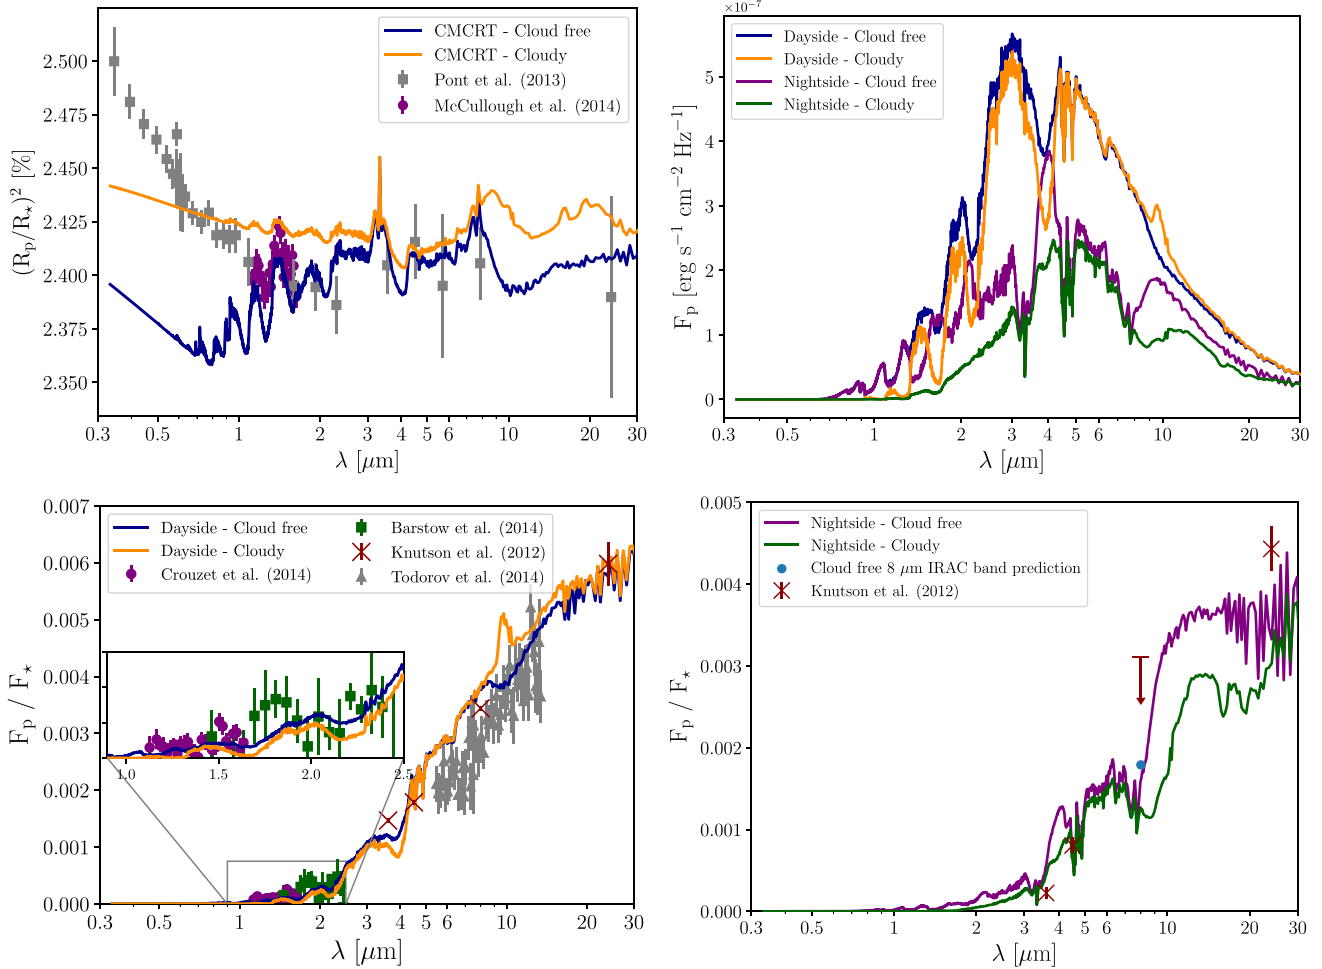 CMCRT - Cloud free
CMCRT - Cloudy
Pont et al. (2013)
McCullough et al. (2014)
2.500
2.475
2.450
2.425
2.400
2.375
2.350
(Rp/R⋆)² [%]
0.3 0.5 1 2 3 4 5 6 10 20 30
λ [μm]
×10⁻⁷
Dayside - Cloud free
Dayside - Cloudy
Nightside - Cloud free
Nightside - Cloudy
5
4
3
2
1
0
Fp [erg s⁻¹ cm⁻² Hz⁻¹]
0.3 0.5 1 2 3 4 5 6 10 20 30
λ [μm]
Dayside - Cloud free
Dayside - Cloudy
Crouzet et al. (2014)
Barstow et al. (2014)
Knutson et al. (2012)
Todorov et al. (2014)
0.007
0.006
0.005
0.004
0.003
0.002
0.001
0.000
Fp / F⋆
1.0 1.5 2.0 2.5
0.3 0.5 1 2 3 4 5 6 10 20 30
λ [μm]
Nightside - Cloud free
Nightside - Cloudy
Cloud free 8 μm IRAC band prediction
Knutson et al. (2012)
0.005
0.004
0.003
0.002
0.001
0.000
Fp / F⋆
0.3 0.5 1 2 3 4 5 6 10 20 30
λ [μm]